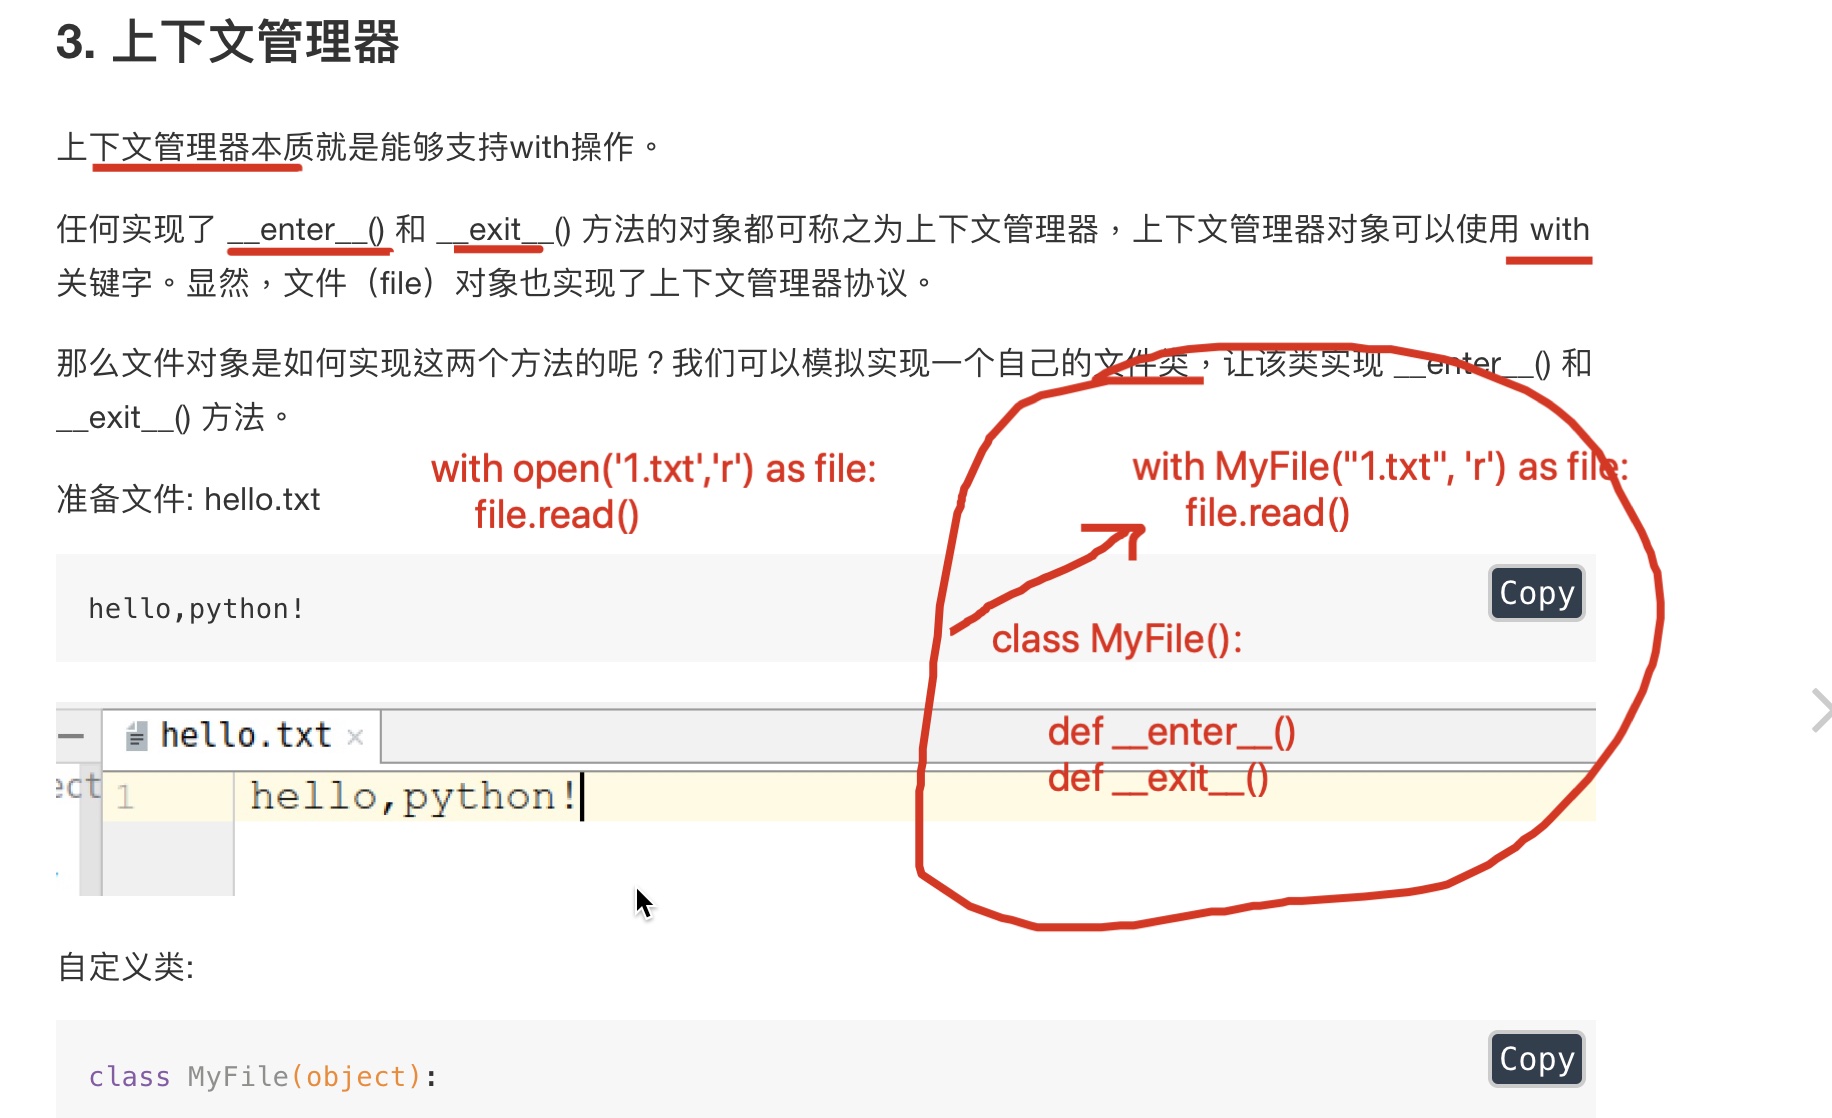 3. 上下文管理器
上下文管理器本质就是能够支持with操作。
任何实现了 __enter__() 和 __exit__() 方法的对象都可称之为上下文管理器，上下文管理器对象可以使用 with
关键字。显然，文件（file）对象也实现了上下文管理器协议。
那么文件对象是如何实现这两个方法的呢？我们可以模拟实现一个自己的文件类，让该类实现 __enter__() 和
__exit__() 方法。
with open('1.txt','r') as file:
file.read()
with MyFile("1.txt", 'r') as file:
file.read()
准备文件: hello.txt
Copy
hello,python!
class MyFile():
def __enter__()
def __exit__()
hello.txt ×
ect
1 hello,python!
自定义类:
Copy
class MyFile(object):